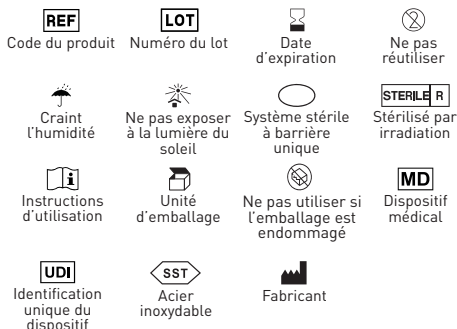 REF
LOT
2
Code du produit
Numéro du lot
Date
d'expiration
Ne pas
réutiliser
STERILE R
Craint
l'humidité
Ne pas exposer
à la lumière du
soleil
Système stérile
à barrière
unique
Stérilisé par
irradiation
i
MD
Instructions
d'utilisation
Unité
d'emballage
Ne pas utiliser si
l'emballage est
endommagé
Dispositif
médical
UDI
SST
Identification
unique du
dispositif
Acier
inoxydable
Fabricant